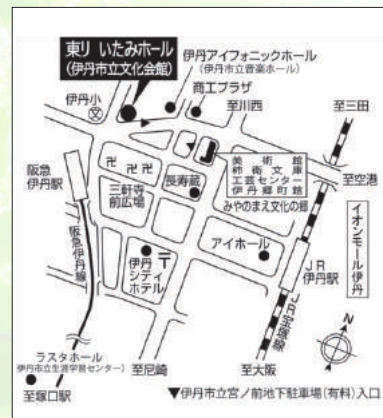 東リ いたみホール
(伊丹市立文化会館)
伊丹アイフォニックホール
(伊丹市立音楽ホール)
商工プラザ
伊丹小
文
至川西
至三田
阪急
伊丹駅
卍 卍 卍
三軒寺
前広場
長寿蔵
美術館
柿衞文庫
工芸センター
伊丹郷町館
みやのまえ文化の郷
至空港
イオンモール伊丹
阪急伊丹線
伊丹
シティ
ホテル
〒
アイホール
JR
伊丹駅
JR宝塚線
N
ラスタホール
(伊丹市立生涯学習センター)
至塚口駅
至尼崎
至大阪
▼伊丹市立宮ノ前地下駐車場(有料)入口